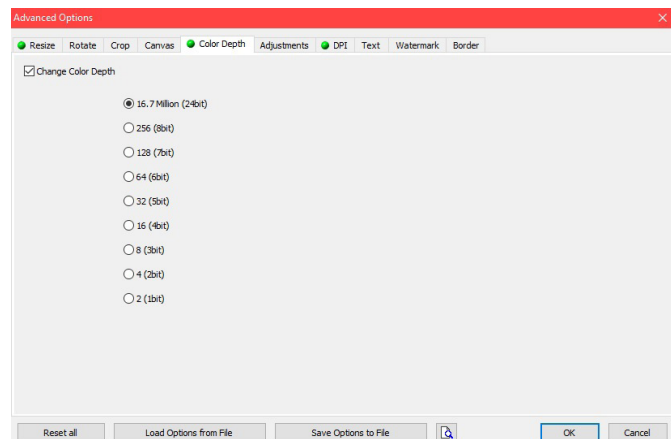 Advanced Options
Resize Rotate Crop Canvas Color Depth Adjustments DPI Text Watermark Border
Change Color Depth
16.7 Million (24bit)
256 (8bit)
128 (7bit)
64 (6bit)
32 (5bit)
16 (4bit)
8 (3bit)
4 (2bit)
2 (1bit)
Reset all Load Options from File Save Options to File OK Cancel